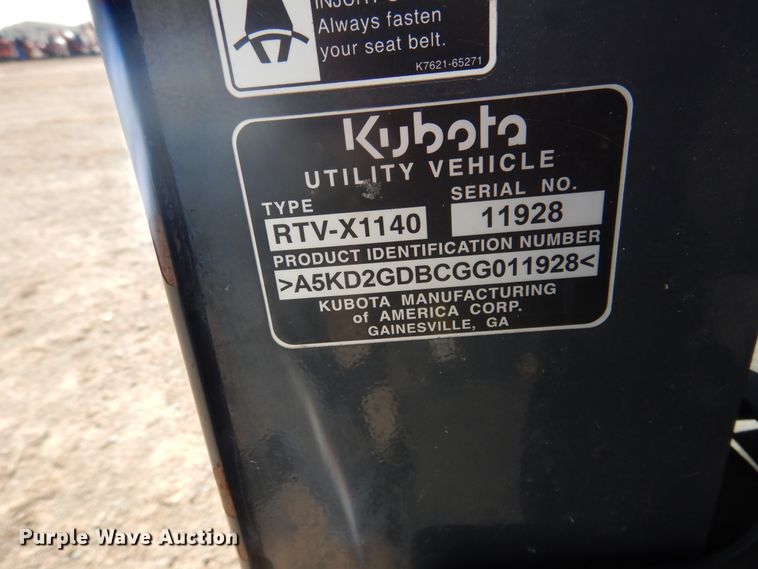 Always fasten
your seat belt.
K7621-65271
Kubota
UTILITY VEHICLE
TYPE
SERIAL NO.
RTV-X1140
11928
PRODUCT IDENTIFICATION NUMBER
>A5KD2GDBCGG011928<
KUBOTA MANUFACTURING
of AMERICA CORP.
GAINESVILLE, GA
Purple Wave Auction